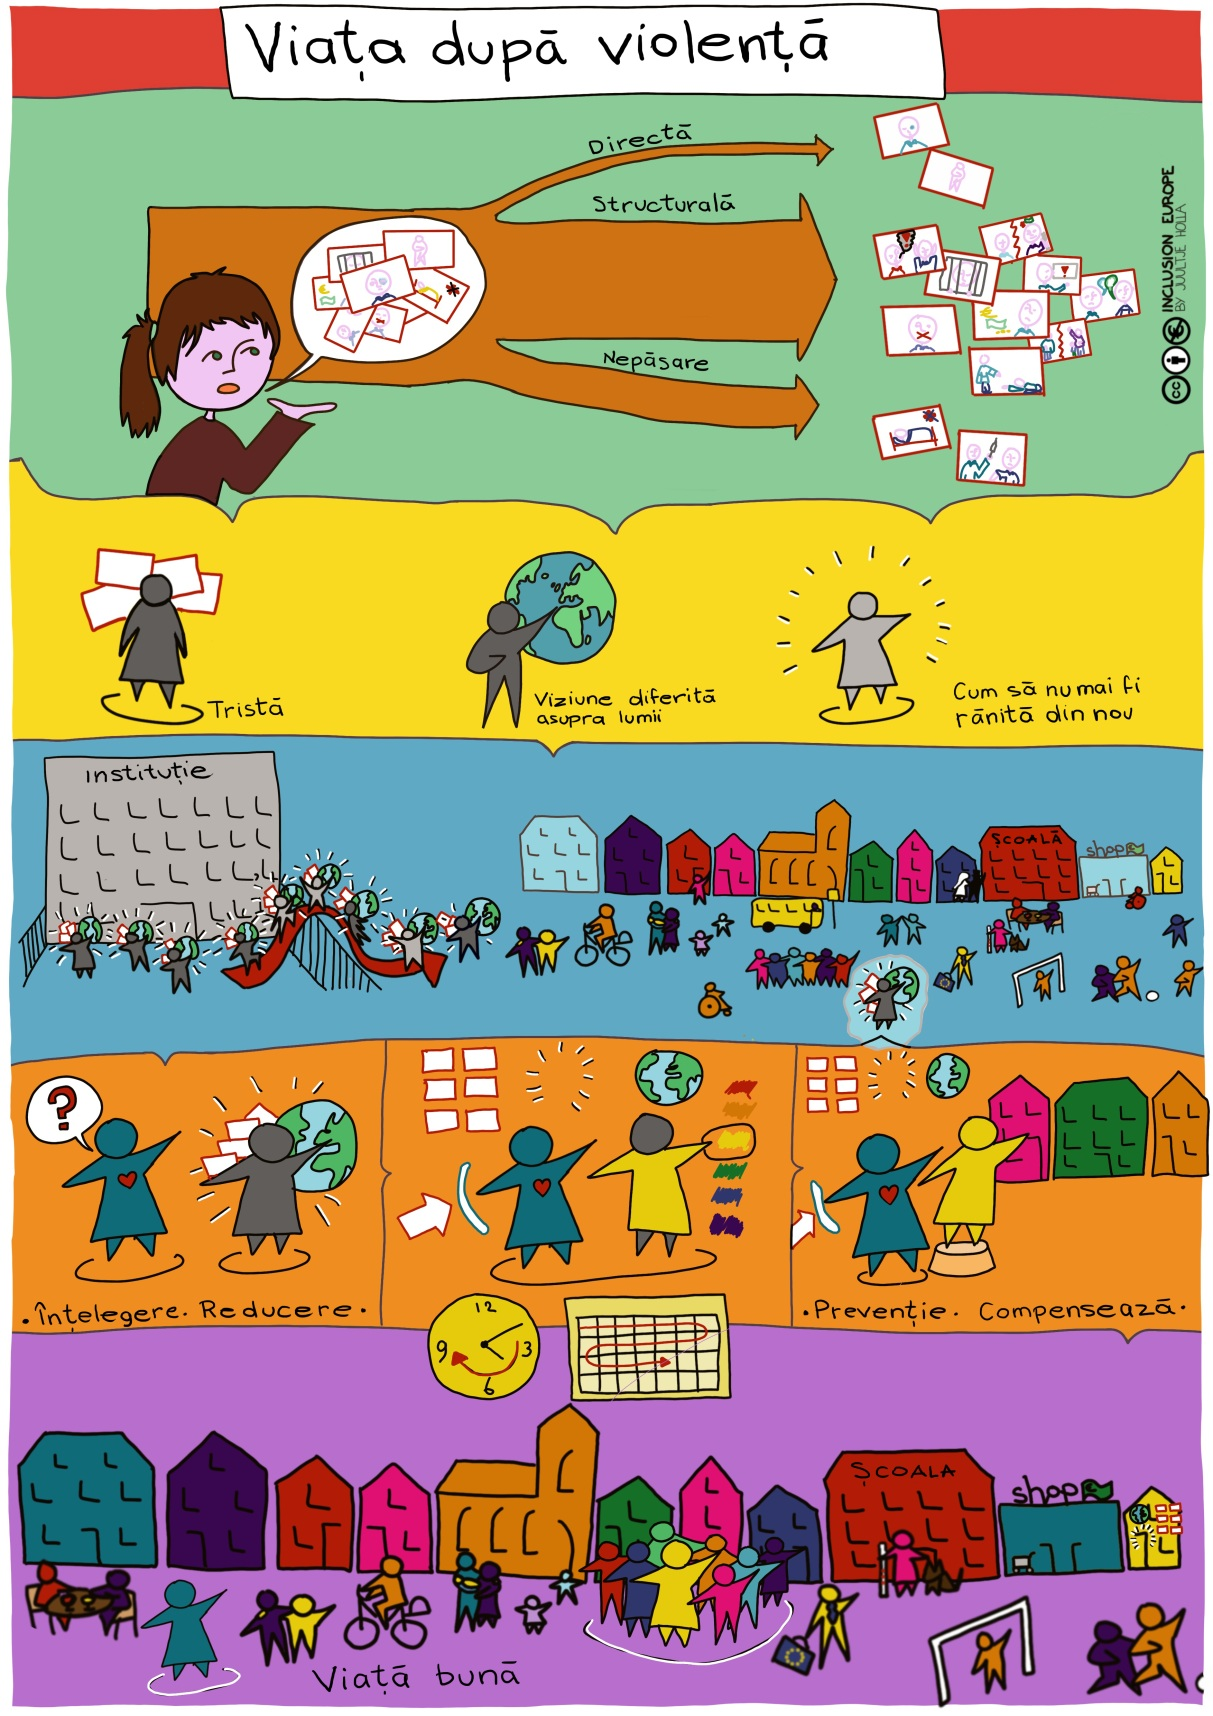 Viața după violență
Directă
Structurală
Nepăsare
INCLUSION EUROPE
BY JUULTJE HOLLA
cc
Tristă
Viziune diferită
asupra lumii
Cum să nu mai fi
rănită din nou
Instituție
ȘCOALĂ
shop
?
• Înțelegere. Reducere •
• Prevenție. Compensează •
12
9
3
6
ȘCOALA
shop
Viață bună